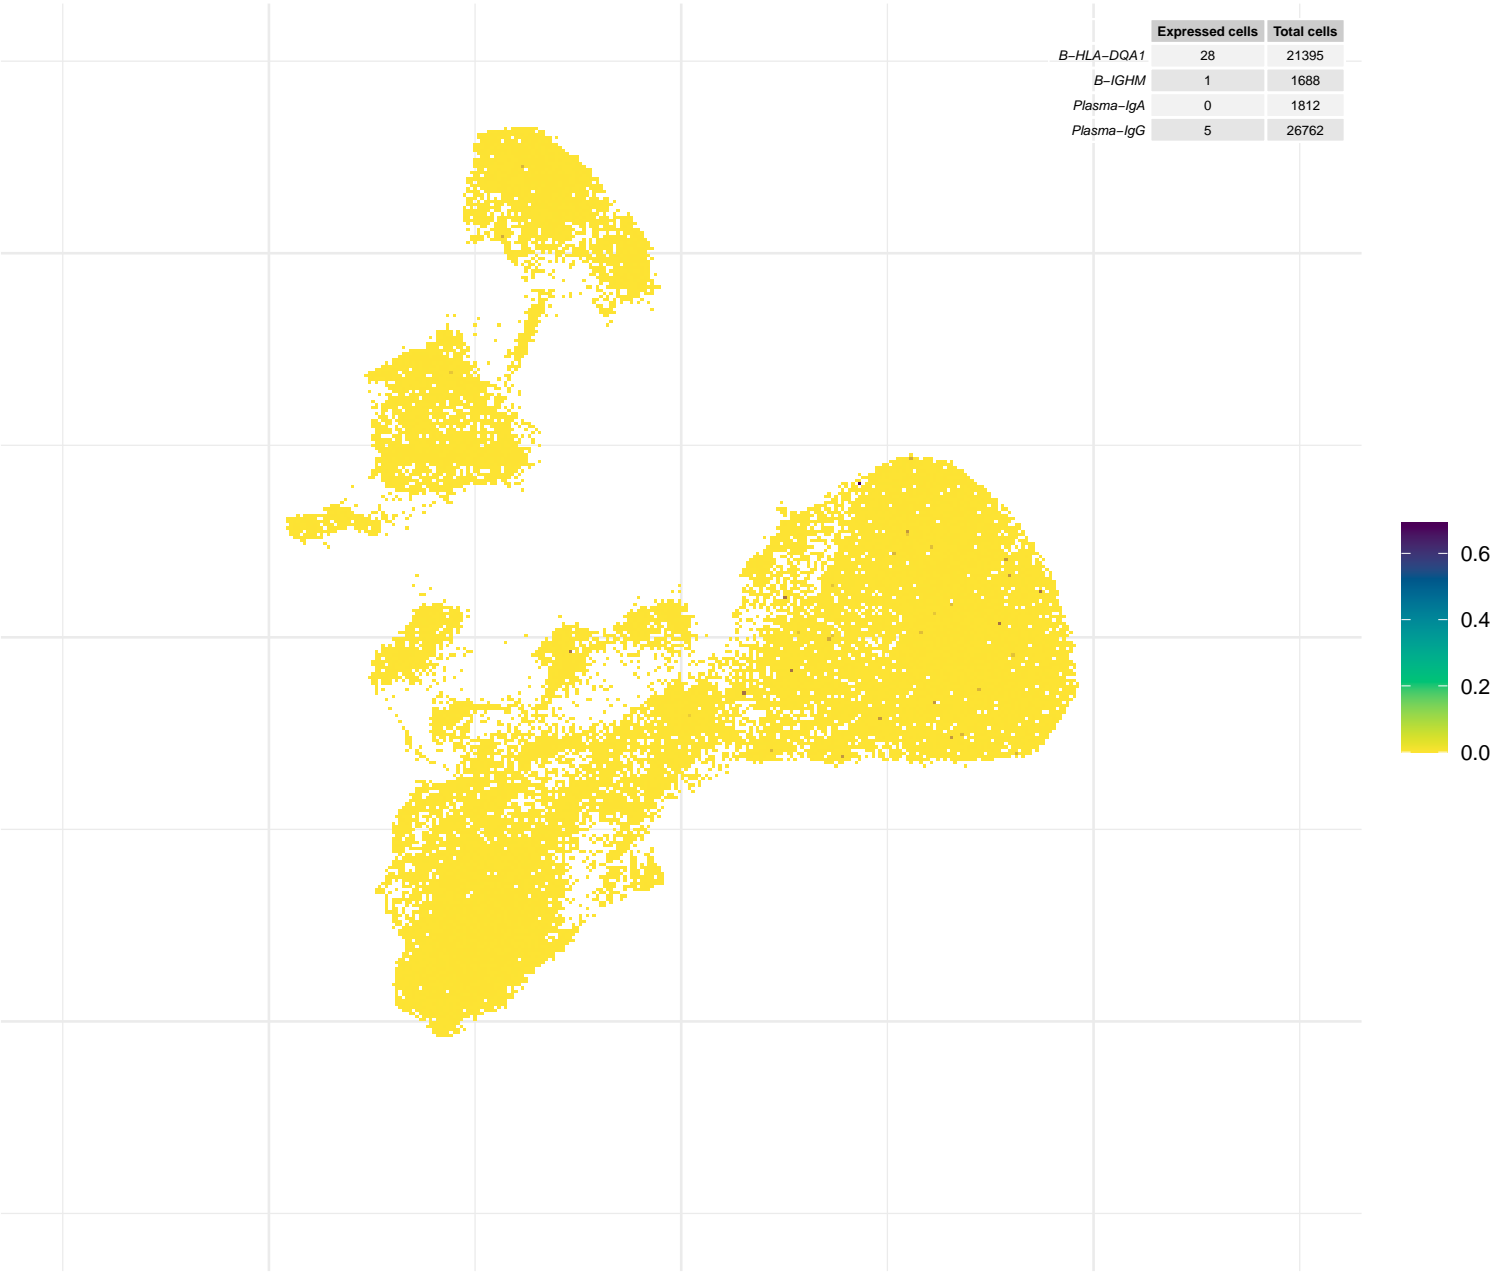 Expressed cells Total cells
B−HLA−DQA1 28 21395
B−IGHM 1 1688
Plasma−IgA 0 1812
Plasma−IgG 5 26762
0.6
0.4
0.2
0.0